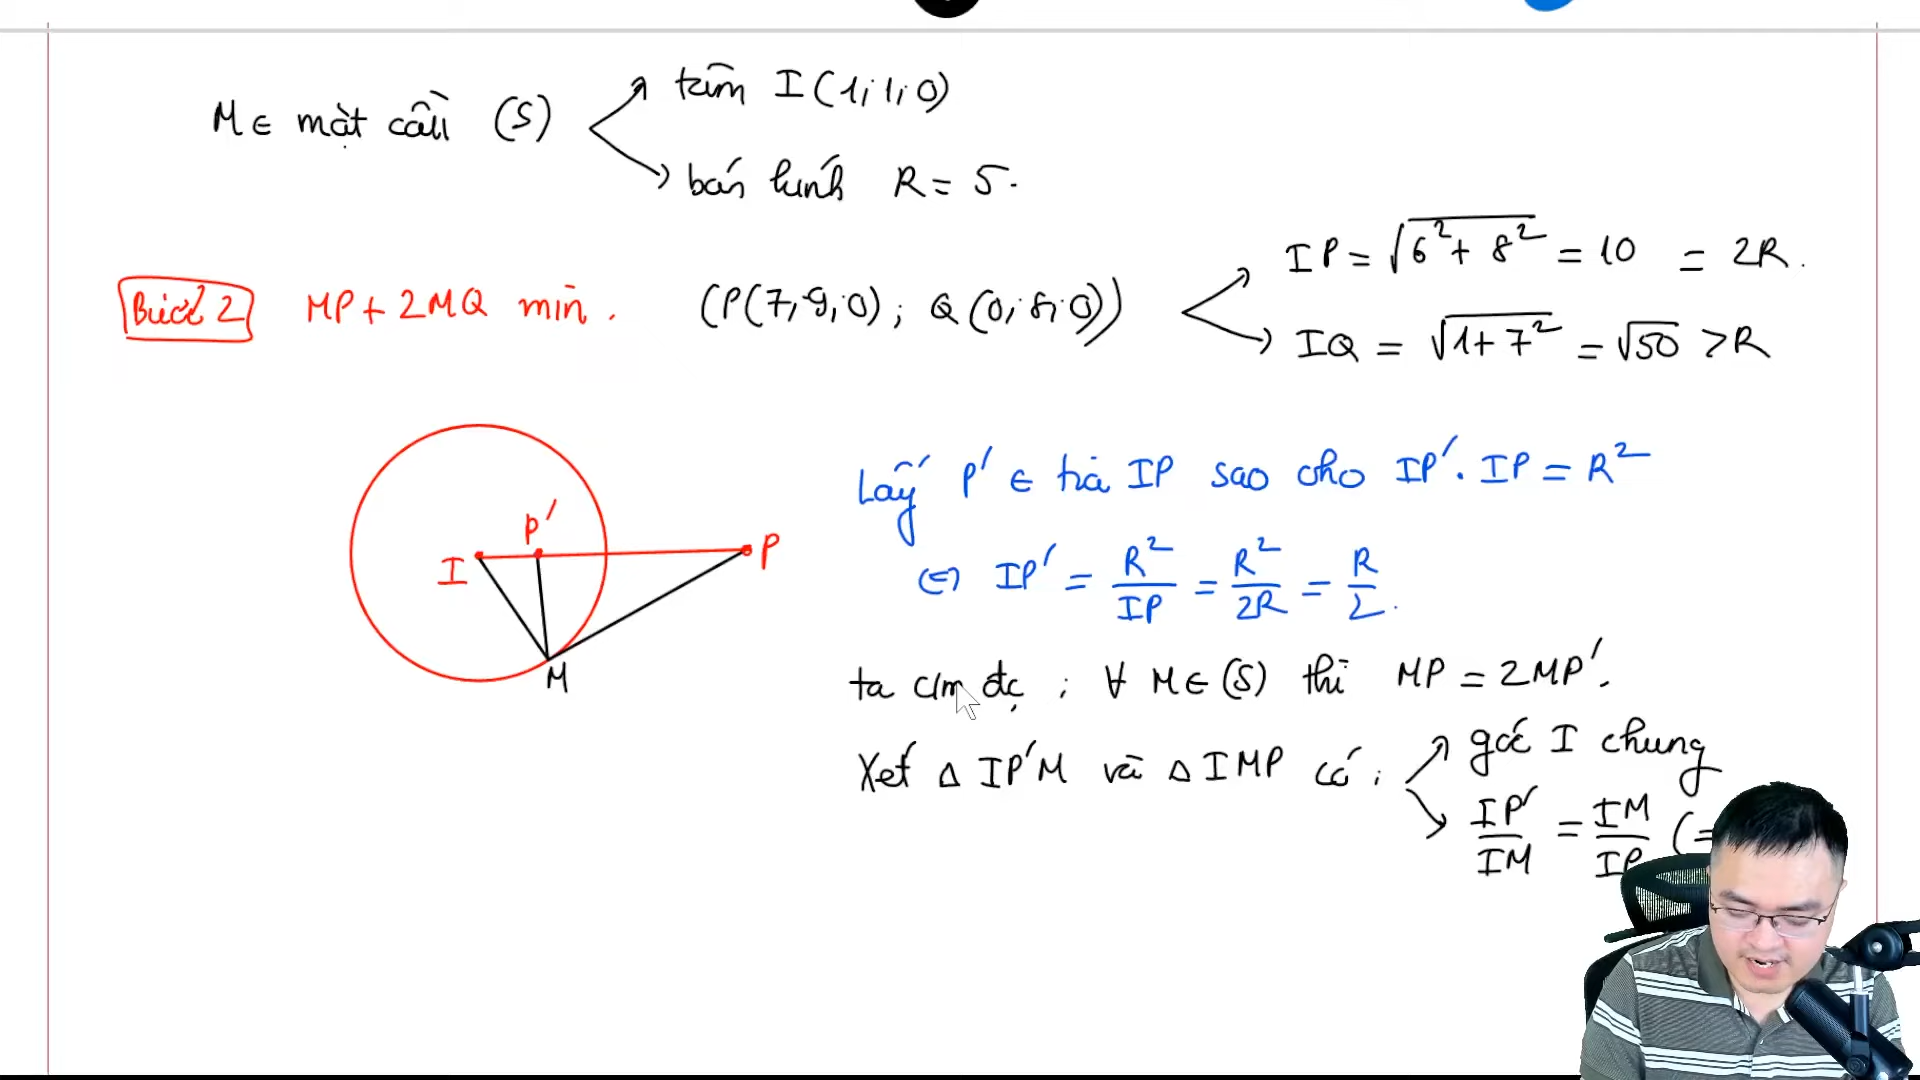 M ∈ mặt cầu (S)
tâm I(1;1;0)
bán kính R = 5.
Bước 2 MP + 2MQ min. (P(7;9;0); Q(0;8;0))
IP = √(6² + 8²) = 10 = 2R.
IQ = √(1 + 7²) = √50 > R
I P' P M
Lấy P' ∈ tia IP sao cho IP'. IP = R²
⇔ IP' = R²/IP = R²/2R = R/2.
ta c/m đc : ∀ M ∈ (S) thì MP = 2MP'.
Xét Δ IP'M và Δ IMP có :
góc I chung
IP'/IM = IM/IP (=